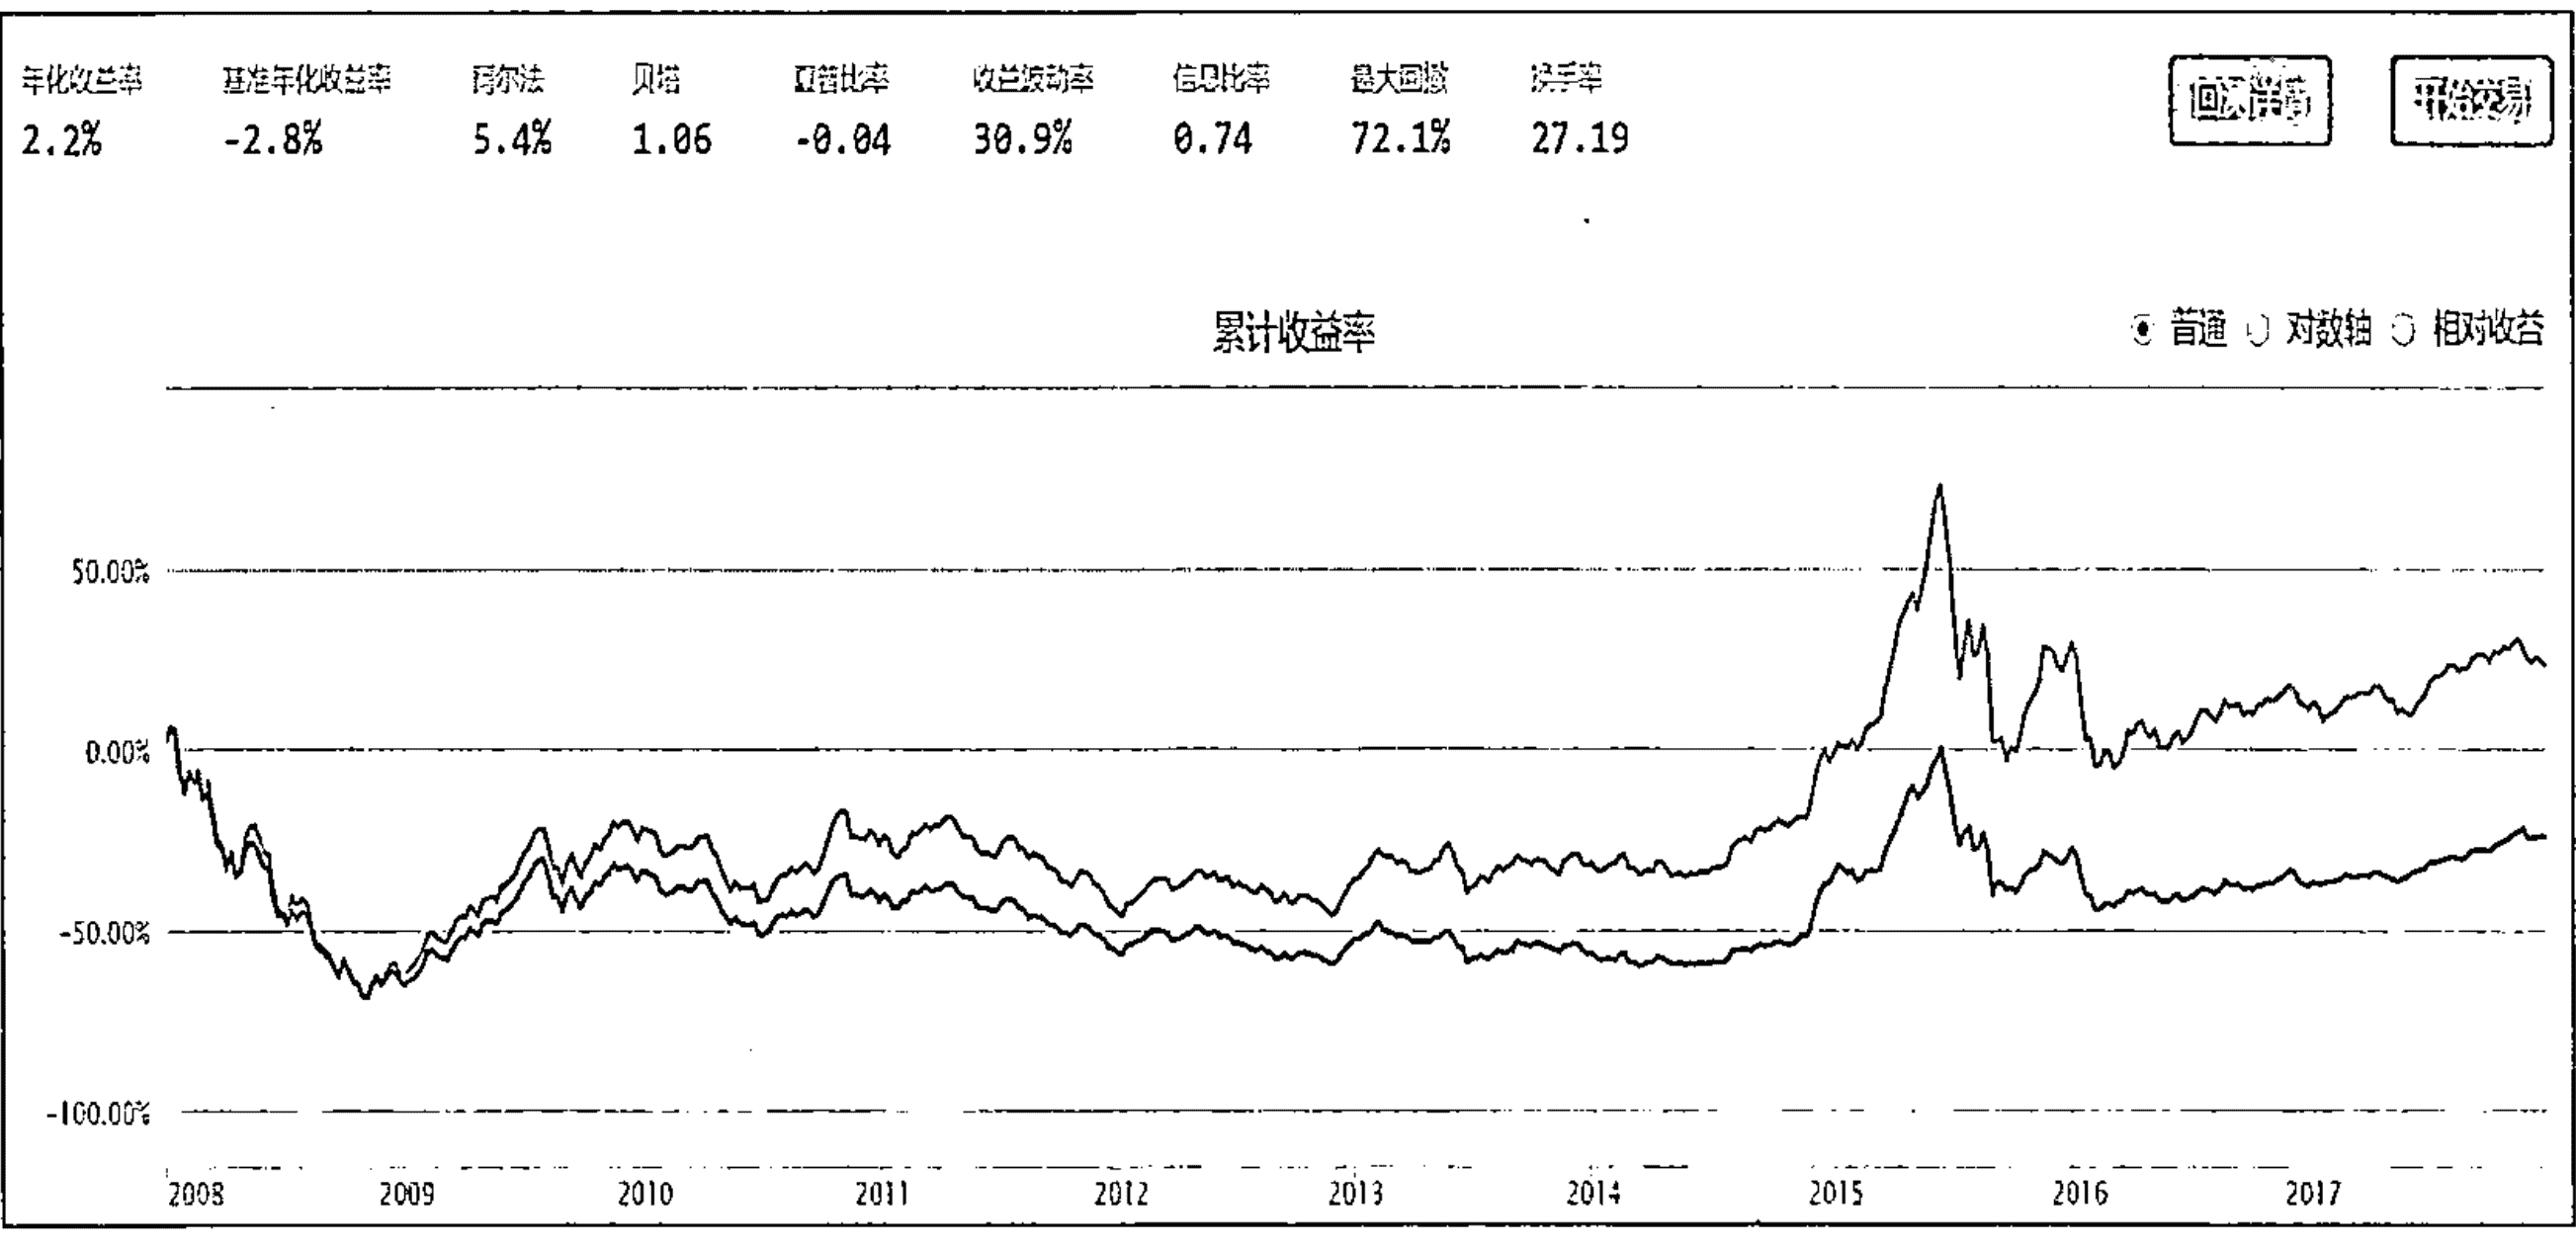 年化收益率 基准年化收益率 阿尔法 贝塔 夏普比率 收益波动率 信息比率 最大回撤 换手率
2.2% -2.8% 5.4% 1.06 -0.04 30.9% 0.74 72.1% 27.19
回测详情 开始交易
累计收益率
普通 对数轴 相对收益
50.00%
0.00%
-50.00%
-100.00%
2008 2009 2010 2011 2012 2013 2014 2015 2016 2017